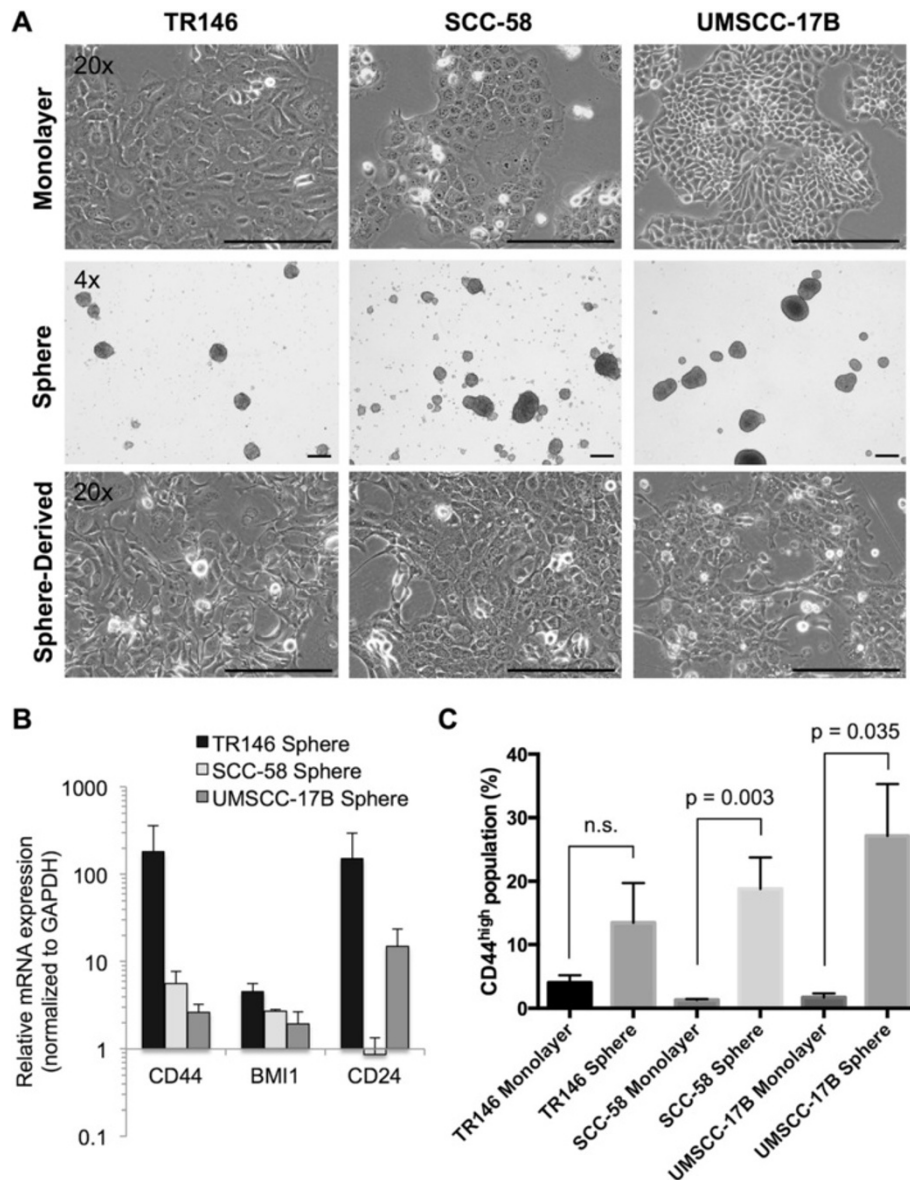 A
TR146 SCC-58 UMSCC-17B
Monolayer
20x
Sphere
4x
Sphere-Derived
20x
B
TR146 Sphere
SCC-58 Sphere
UMSCC-17B Sphere
Relative mRNA expression
(normalized to GAPDH)
1000
100
10
1
0.1
CD44 BMI1 CD24
C
p = 0.035
p = 0.003
n.s.
CD44high population (%)
40
30
20
10
0
TR146 Monolayer
TR146 Sphere
SCC-58 Monolayer
SCC-58 Sphere
UMSCC-17B Monolayer
UMSCC-17B Sphere